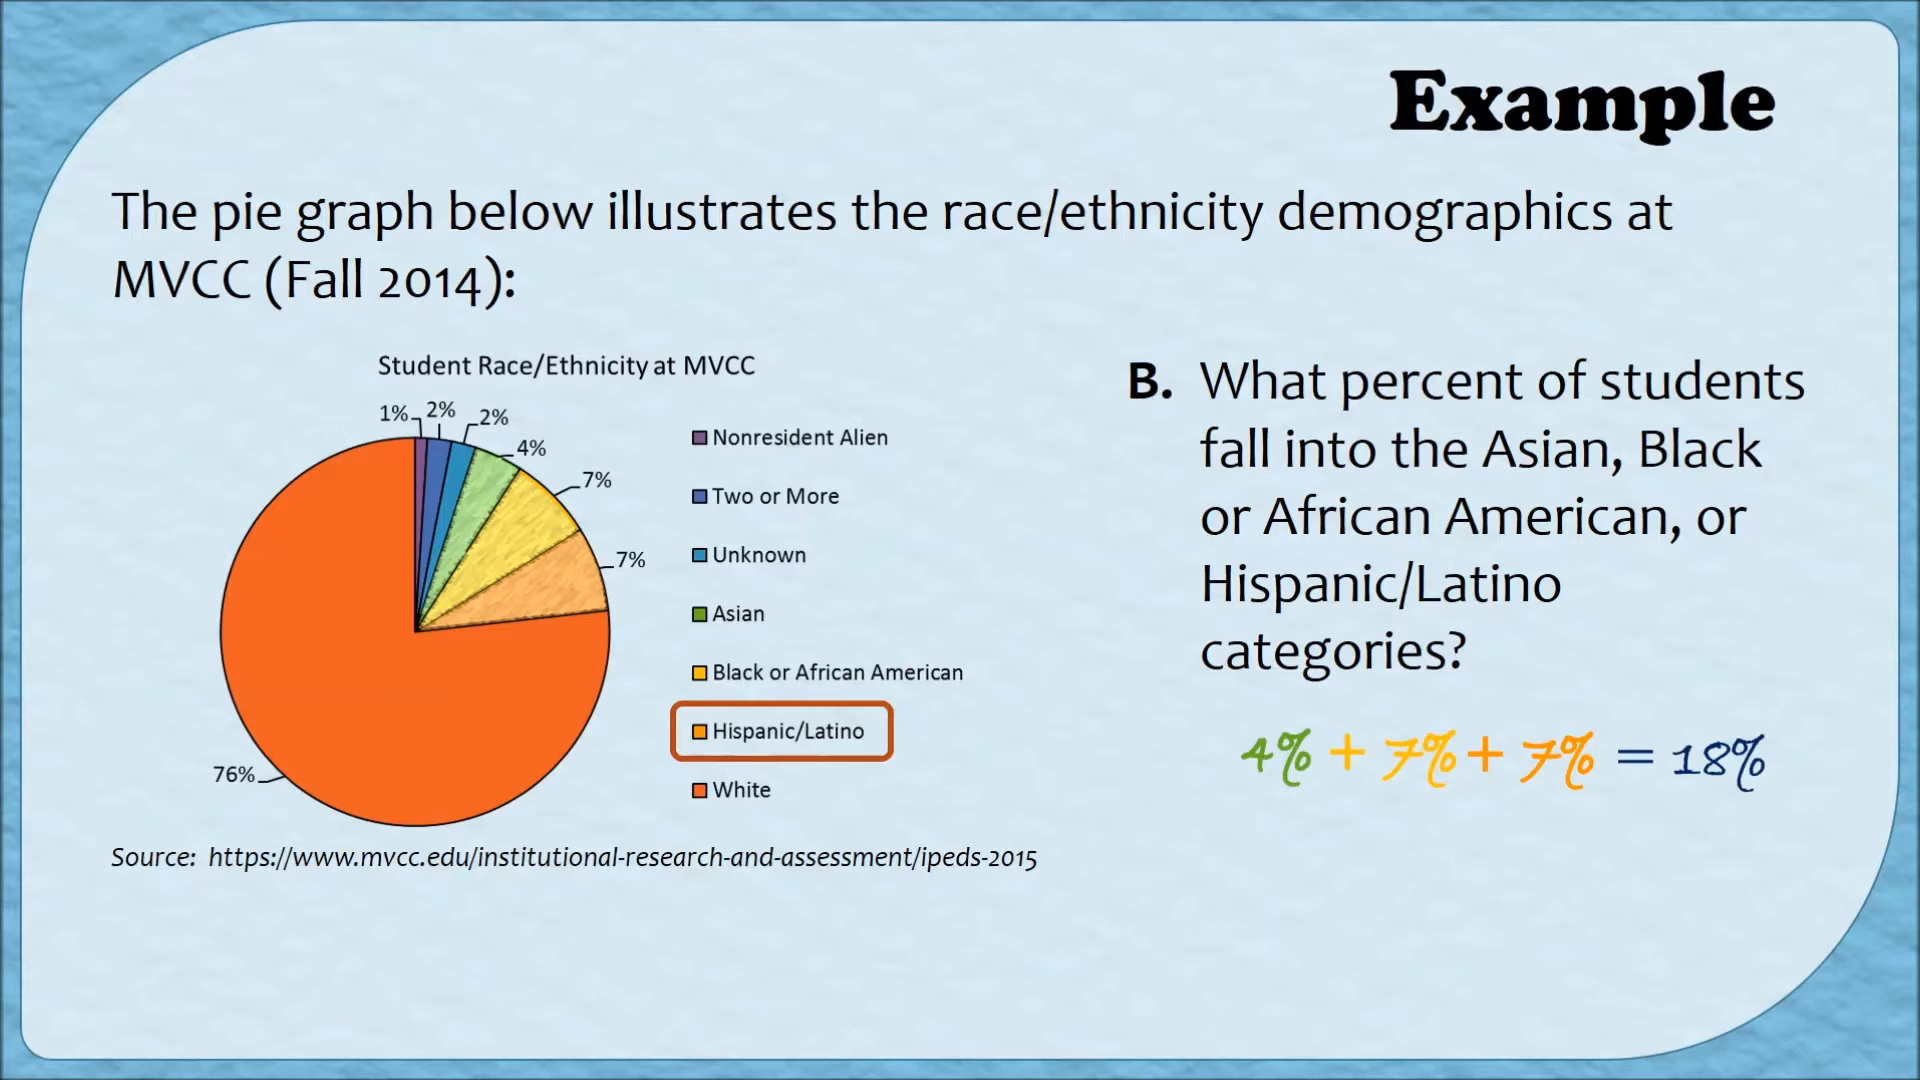 Example
The pie graph below illustrates the race/ethnicity demographics at
MVCC (Fall 2014):
Student Race/Ethnicity at MVCC
1%
2%
2%
4%
7%
7%
76%
Nonresident Alien
Two or More
Unknown
Asian
Black or African American
Hispanic/Latino
White
Source: https://www.mvcc.edu/institutional-research-and-assessment/ipeds-2015
B. What percent of students
fall into the Asian, Black
or African American, or
Hispanic/Latino
categories?
4% + 7% + 7% = 18%